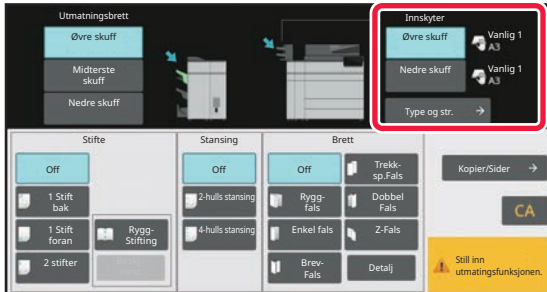 Utmatningsbrett
Øvre skuff
Midterste
skuff
Nedre skuff
Innskyter
Øvre skuff
Vanlig 1
A3
Nedre skuff
Vanlig 1
A3
Type og str.
Stifte
Off
1 Stift
bak
1 Stift
foran
2 stifter
Rygg-
Stifting
Stansing
Off
2-hulls stansing
4-hulls stansing
Brett
Off
Rygg-
fals
Enkel fals
Brev-
Fals
Trekk-
sp.Fals
Dobbel
Fals
Z-Fals
Detalj
Kopier/Sider
CA
Still inn
utmatingsfunksjonen.